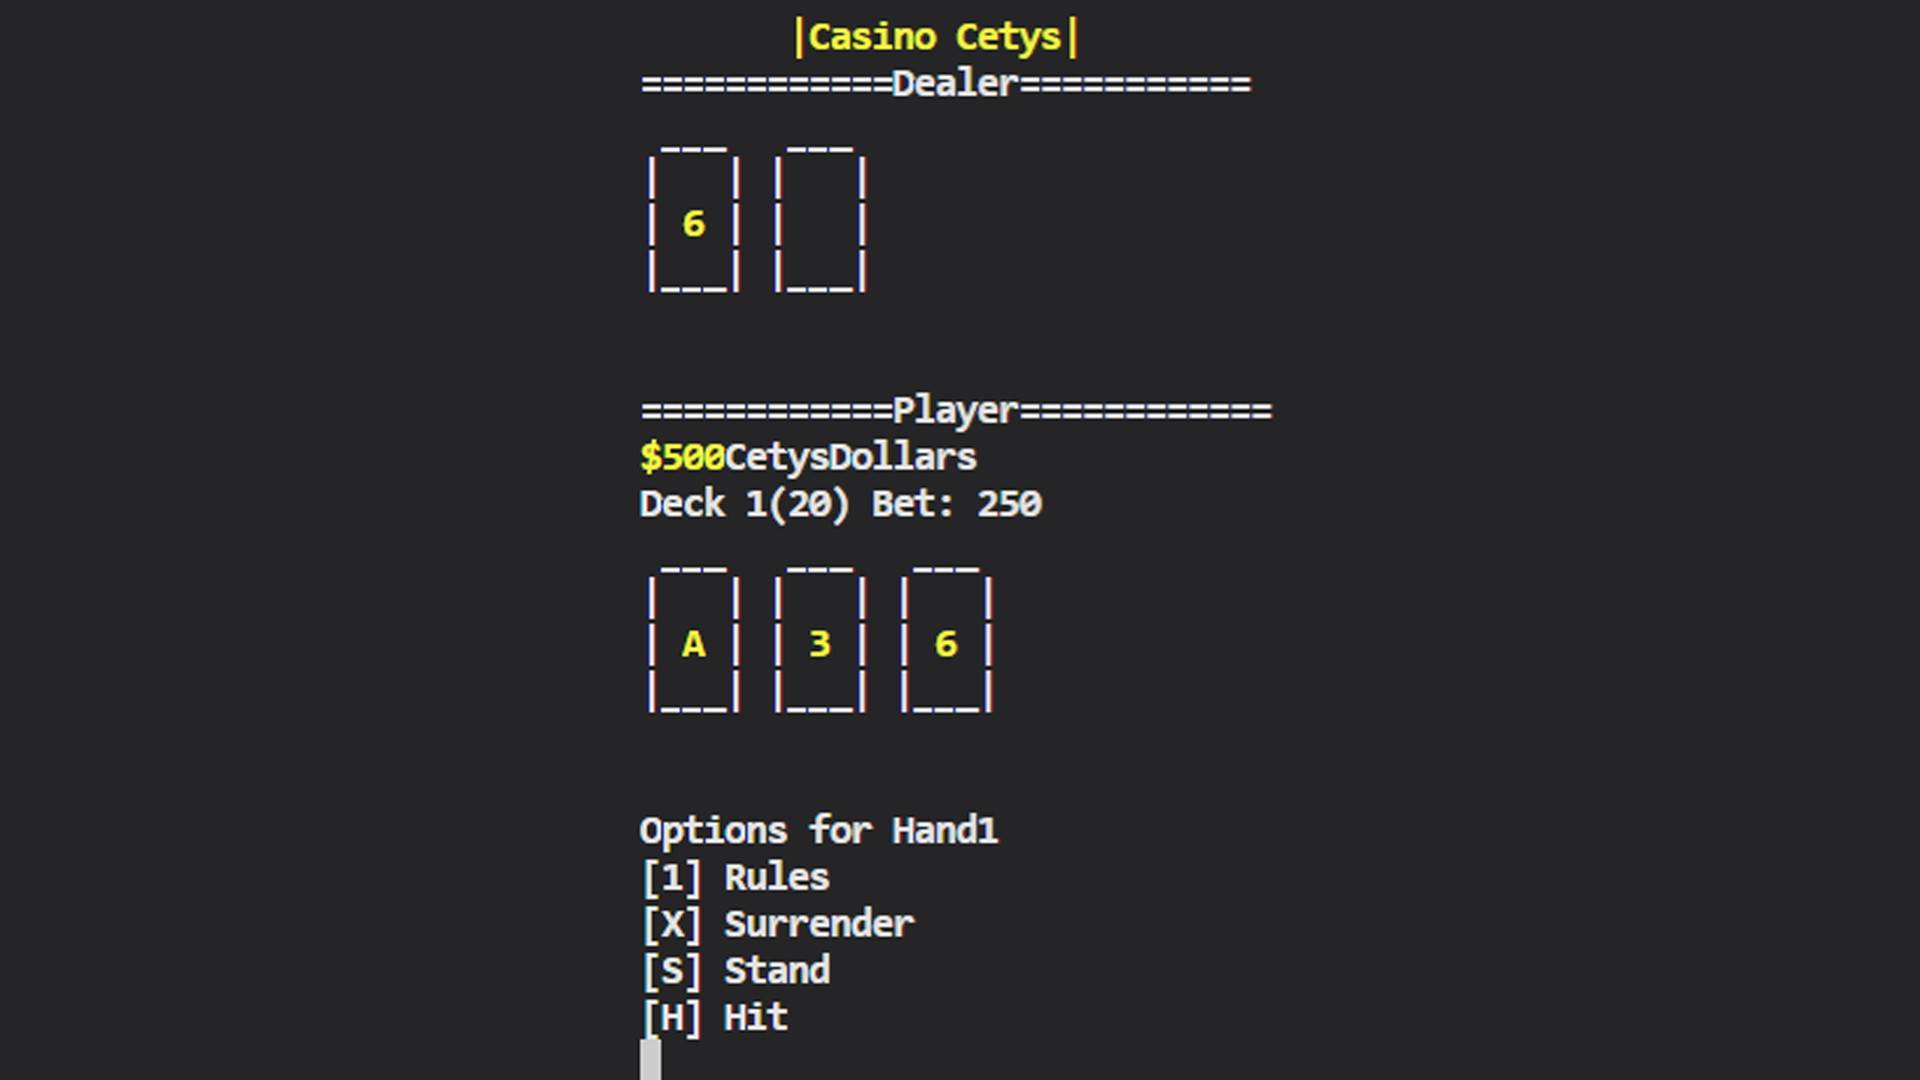 |Casino Cetys|
============Dealer===========
6
============Player============
$500CetysDollars
Deck 1(20) Bet: 250
A 3 6
Options for Hand1
[1] Rules
[X] Surrender
[S] Stand
[H] Hit